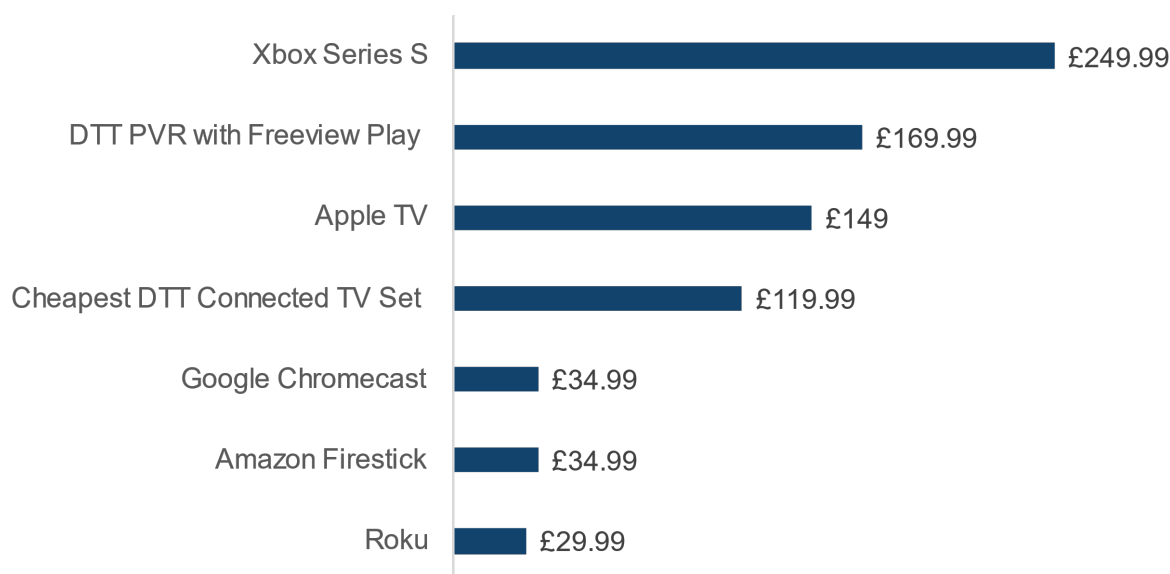 Xbox Series S £249.99
DTT PVR with Freeview Play £169.99
Apple TV £149
Cheapest DTT Connected TV Set £119.99
Google Chromecast £34.99
Amazon Firestick £34.99
Roku £29.99